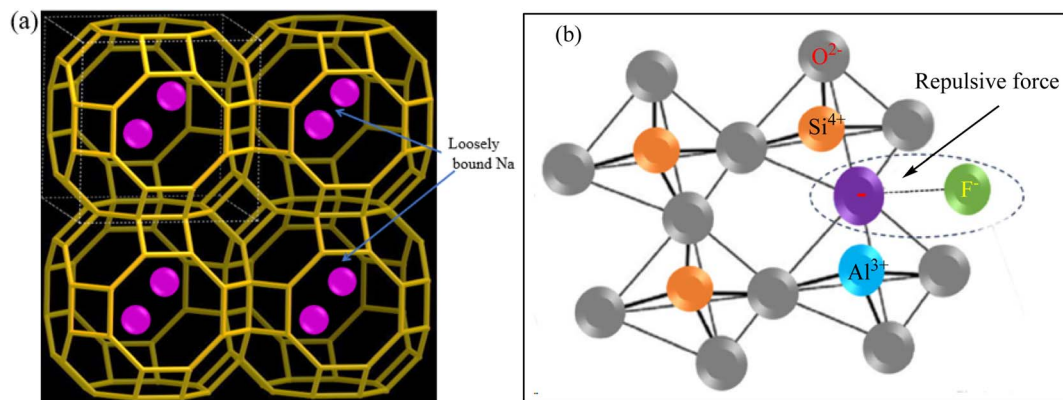 (a)
Loosely
bound Na
(b)
O²⁻
Repulsive force
Si⁴⁺
-
F⁻
Al³⁺